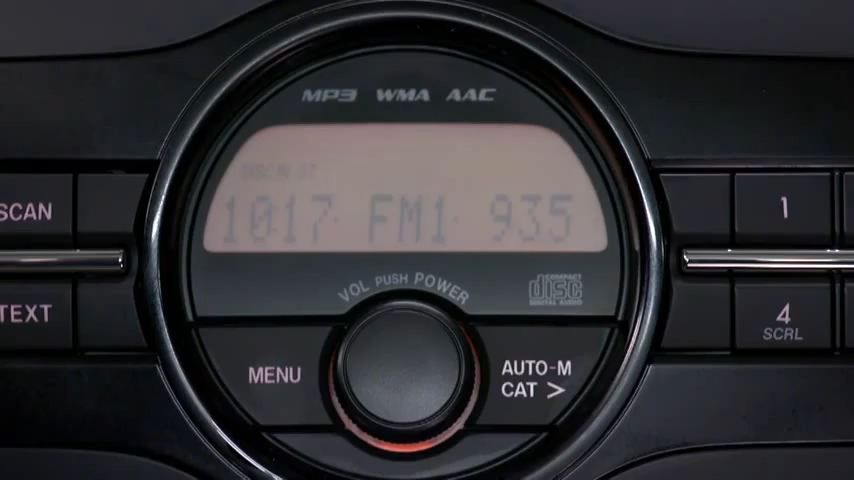 MP3 WMA AAC
1017 FM1 935
VOL PUSH POWER
COMPACT
disc
DIGITAL AUDIO
SCAN
TEXT
MENU
AUTO-M
CAT >
1
4
SCRL